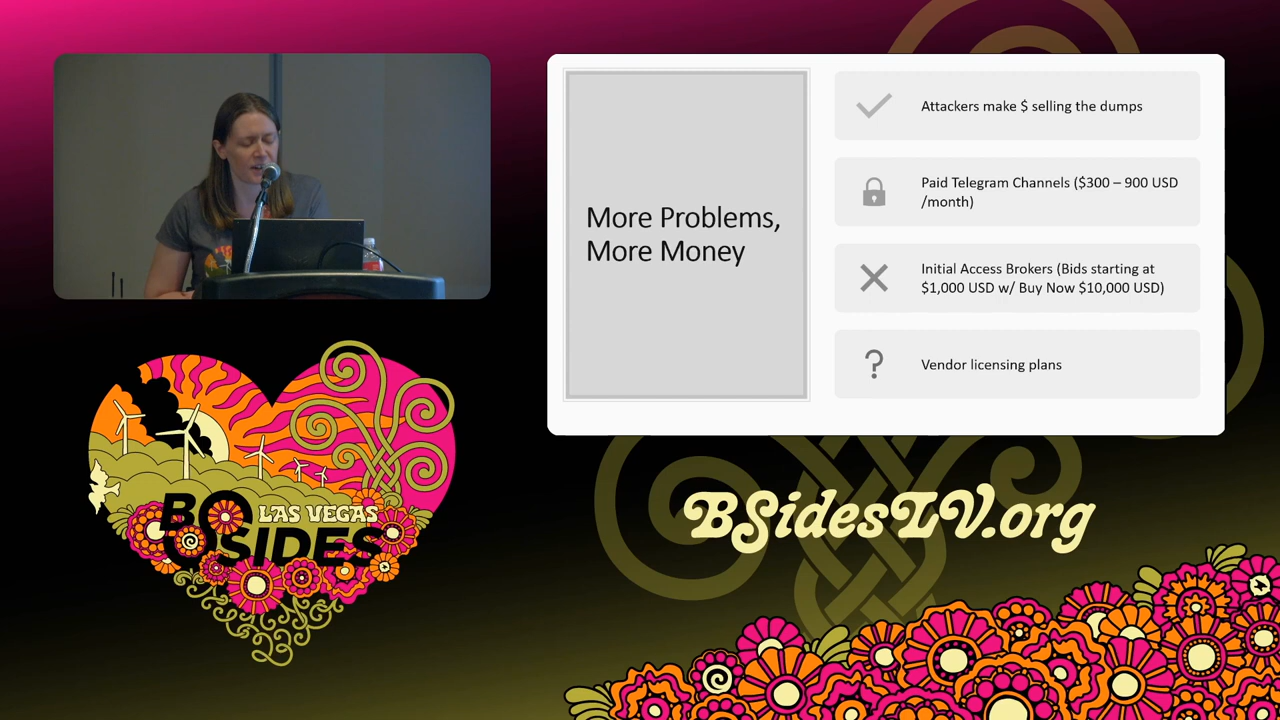 More Problems,
More Money
Attackers make $ selling the dumps
Paid Telegram Channels ($300 – 900 USD
/month)
Initial Access Brokers (Bids starting at
$1,000 USD w/ Buy Now $10,000 USD)
Vendor licensing plans
BSIDES
LAS VEGAS
BSidesLV.org